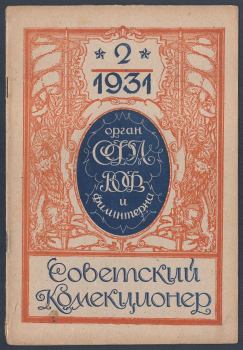 * 2 *
1931
орган
СФА
ВОФ
и
Филинтерна
Советский
Коллекционер